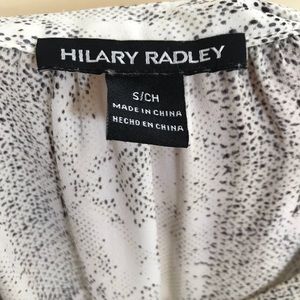 HILARY RADLEY
S/CH
MADE IN CHINA
HECHO EN CHINA